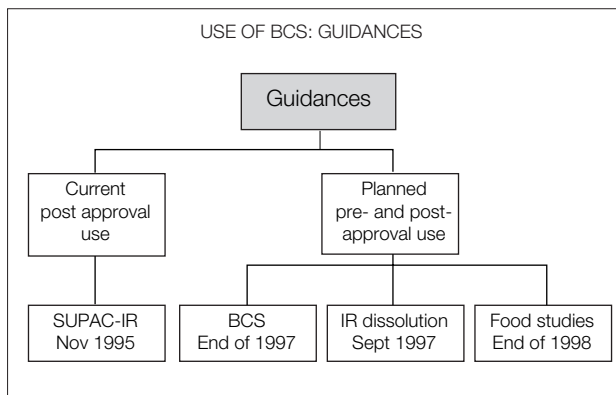 USE OF BCS: GUIDANCES
Guidances
Current
post approval
use
Planned
pre- and post-
approval use
SUPAC-IR
Nov 1995
BCS
End of 1997
IR dissolution
Sept 1997
Food studies
End of 1998